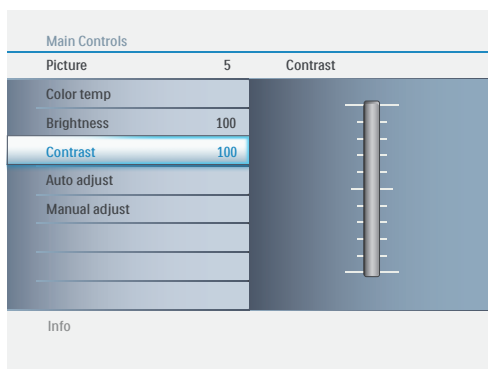 Main Controls
Picture 5 Contrast
Color temp
Brightness 100
Contrast 100
Auto adjust
Manual adjust
Info